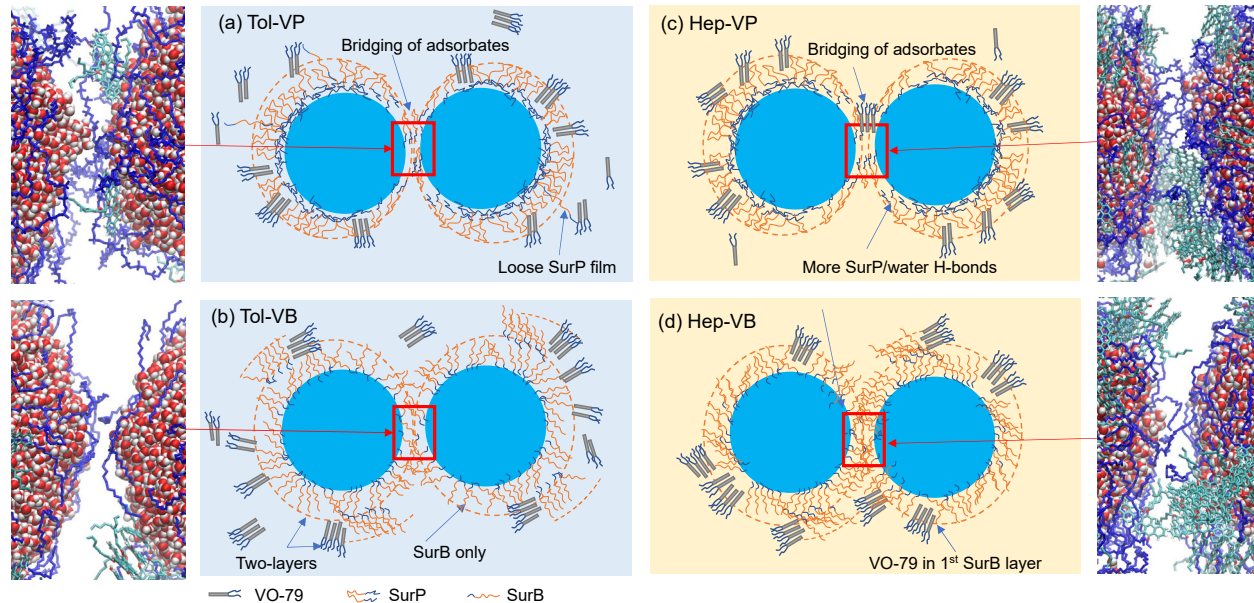 (a) Tol-VP
Bridging of adsorbates
Loose SurP film
(c) Hep-VP
Bridging of adsorbates
More SurP/water H-bonds
(b) Tol-VB
Two-layers
SurB only
(d) Hep-VB
VO-79 in 1st SurB layer
VO-79
SurP
SurB